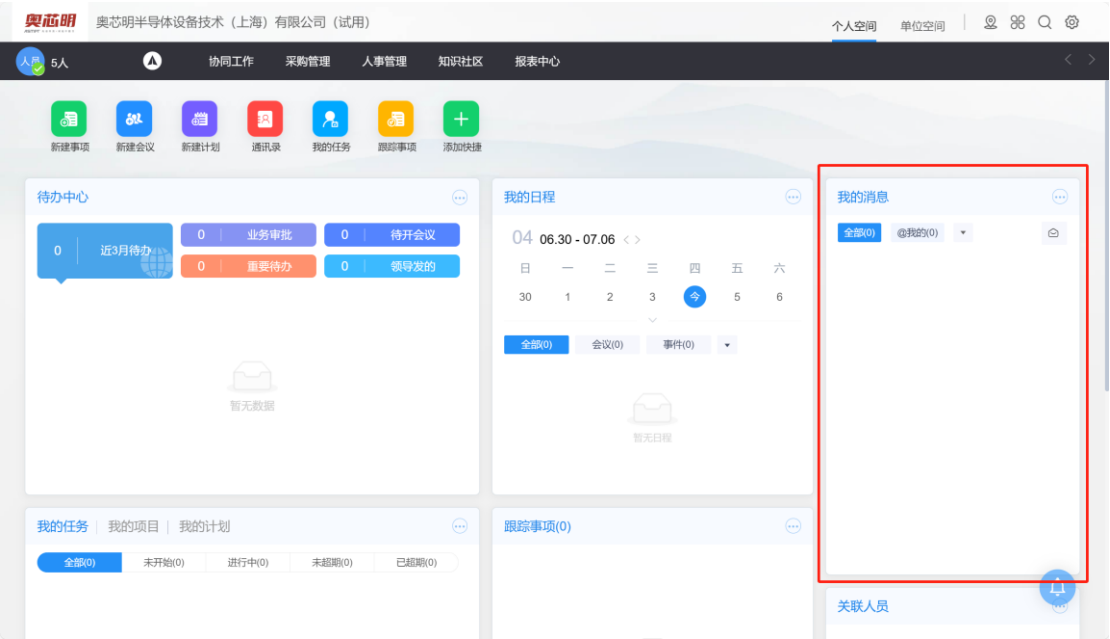 奥芯明 奥芯明半导体设备技术（上海）有限公司（试用） 个人空间 单位空间
人员 5人 协同工作 采购管理 人事管理 知识社区 报表中心
新建事项 新建会议 新建计划 通讯录 我的任务 跟踪事项 添加快捷
待办中心
0 近3月待办
0 业务审批 0 待开会议
0 重要待办 0 领导发的
暂无数据
我的日程
04 06.30 - 07.06
日 一 二 三 四 五 六
30 1 2 3 今 5 6
全部(0) 会议(0) 事件(0)
暂无日程
我的消息
全部(0) @我的(0)
我的任务 我的项目 我的计划
全部(0) 未开始(0) 进行中(0) 未超期(0) 已超期(0)
跟踪事项(0)
关联人员